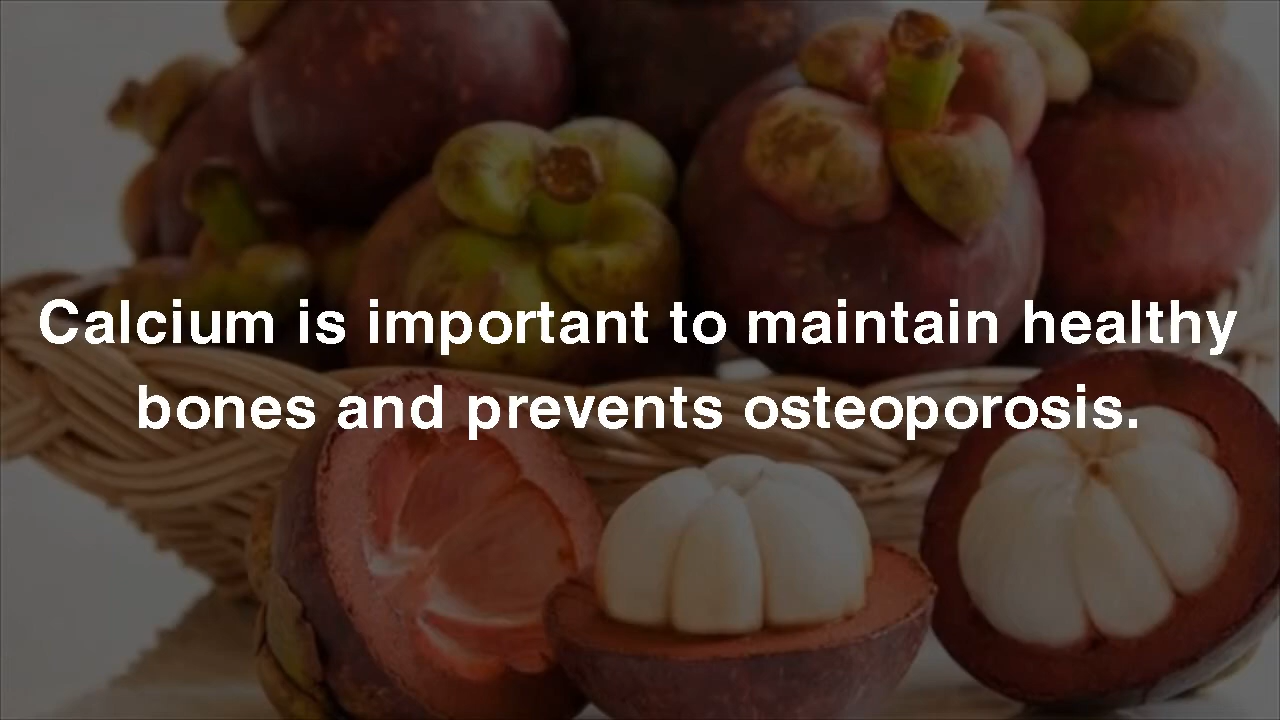 Calcium is important to maintain healthy
bones and prevents osteoporosis.